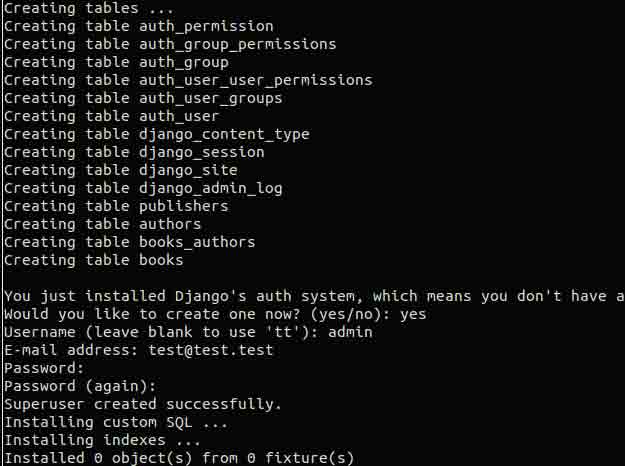 Creating tables ...
Creating table auth_permission
Creating table auth_group_permissions
Creating table auth_group
Creating table auth_user_user_permissions
Creating table auth_user_groups
Creating table auth_user
Creating table django_content_type
Creating table django_session
Creating table django_site
Creating table django_admin_log
Creating table publishers
Creating table authors
Creating table books_authors
Creating table books
You just installed Django's auth system, which means you don't have a
Would you like to create one now? (yes/no): yes
Username (leave blank to use 'tt'): admin
E-mail address: test@test.test
Password:
Password (again):
Superuser created successfully.
Installing custom SQL ...
Installing indexes ...
Installed 0 object(s) from 0 fixture(s)